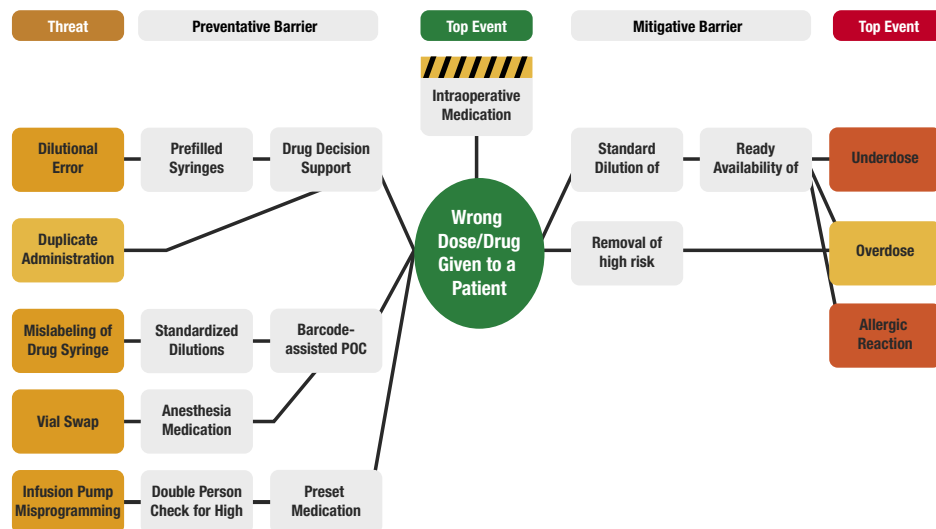 Threat
Preventative Barrier
Top Event
Mitigative Barrier
Top Event
Intraoperative
Medication
Dilutional
Error
Prefilled
Syringes
Drug Decision
Support
Standard
Dilution of
Ready
Availability of
Underdose
Duplicate
Administration
Wrong
Dose/Drug
Given to a
Patient
Removal of
high risk
Overdose
Mislabeling of
Drug Syringe
Standardized
Dilutions
Barcode-
assisted POC
Allergic
Reaction
Vial Swap
Anesthesia
Medication
Infusion Pump
Misprogramming
Double Person
Check for High
Preset
Medication